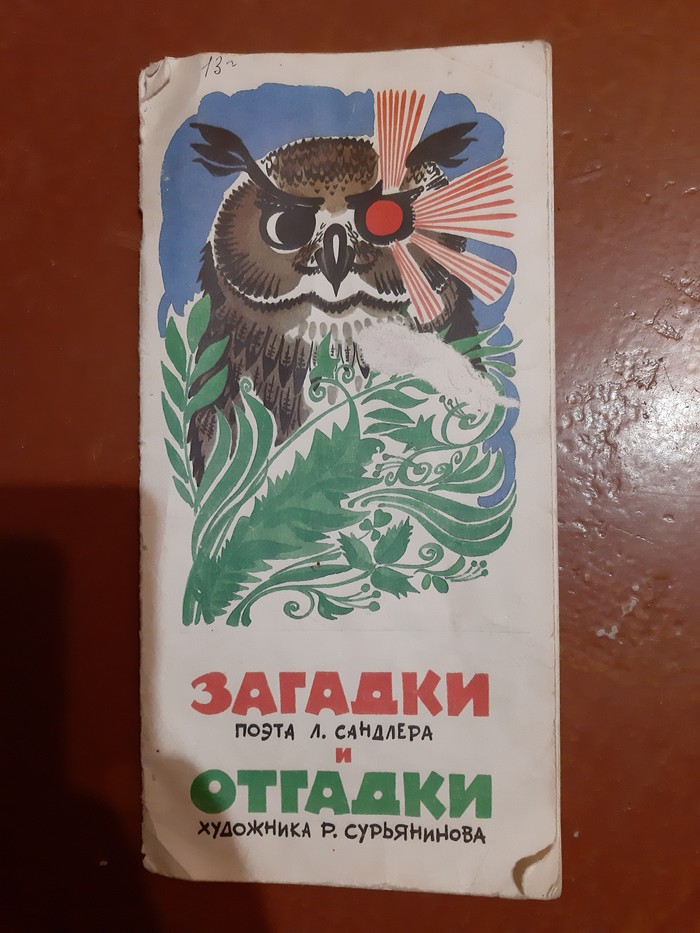 13
ЗАГАДКИ
ПОЭТА Л. САНДЛЕРА
И
ОТГАДКИ
ХУДОЖНИКА Р. СУРЬЯНИНОВА